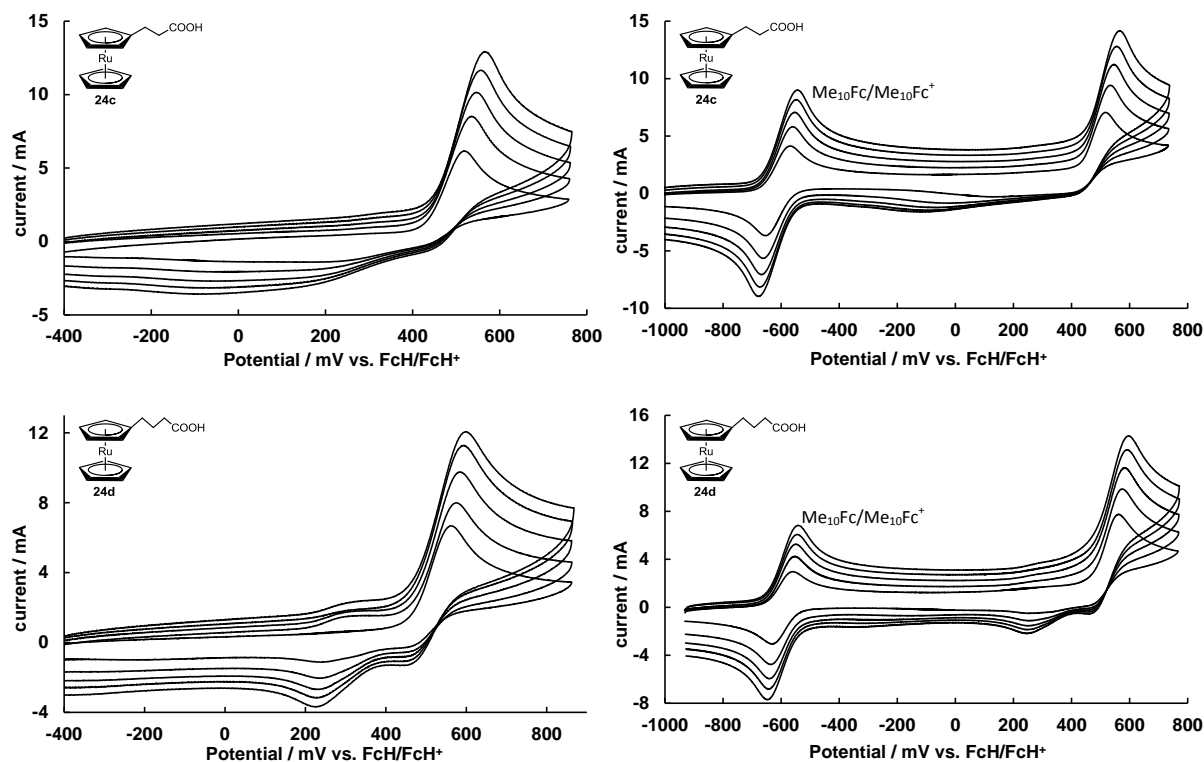 15
10
5
0
-5
-400 -200 0 200 400 600 800
current / mA
Potential / mV vs. FcH/FcH⁺
COOH
Ru
24c
15
10
5
0
-5
-10
-1000 -800 -600 -400 -200 0 200 400 600 800
current / mA
Potential / mV vs. FcH/FcH⁺
COOH
Ru
24c
Me₁₀Fc/Me₁₀Fc⁺
12
8
4
0
-4
-400 -200 0 200 400 600 800
current / mA
Potential / mV vs. FcH/FcH⁺
COOH
Ru
24d
16
12
8
4
0
-4
-8
-1000 -800 -600 -400 -200 0 200 400 600 800
current / mA
Potential / mV vs. FcH/FcH⁺
COOH
Ru
24d
Me₁₀Fc/Me₁₀Fc⁺